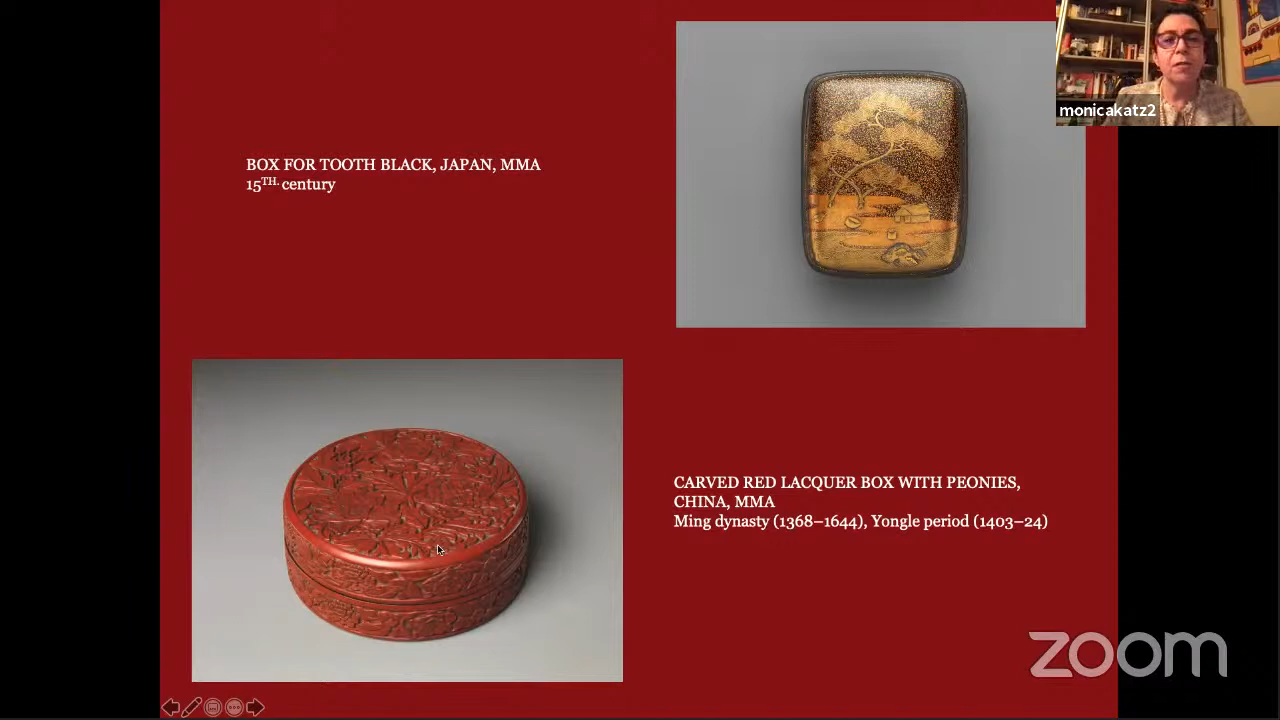 monicakatz2
BOX FOR TOOTH BLACK, JAPAN, MMA
15TH. century
CARVED RED LACQUER BOX WITH PEONIES,
CHINA, MMA
Ming dynasty (1368–1644), Yongle period (1403–24)
zoom